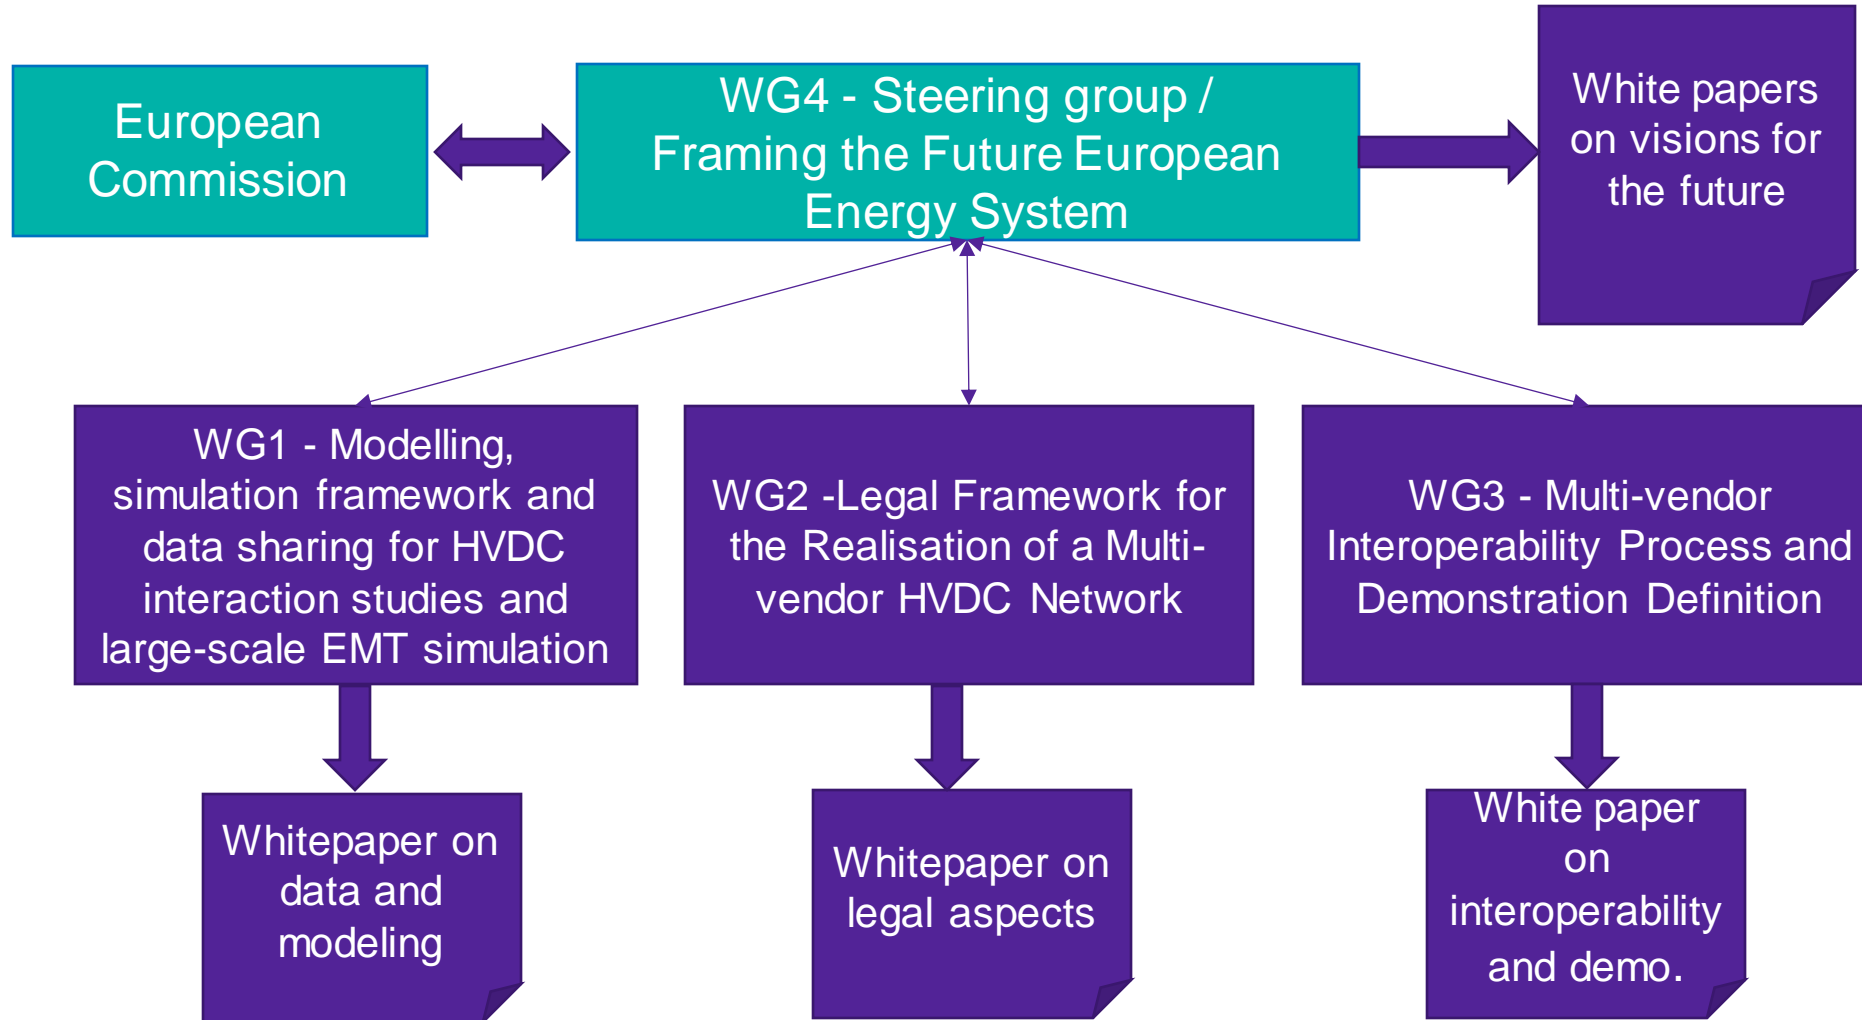 European
Commission
WG4 - Steering group /
Framing the Future European
Energy System
White papers
on visions for
the future
WG1 - Modelling,
simulation framework and
data sharing for HVDC
interaction studies and
large-scale EMT simulation
WG2 -Legal Framework for
the Realisation of a Multi-
vendor HVDC Network
WG3 - Multi-vendor
Interoperability Process and
Demonstration Definition
Whitepaper on
data and
modeling
Whitepaper on
legal aspects
White paper
on
interoperability
and demo.